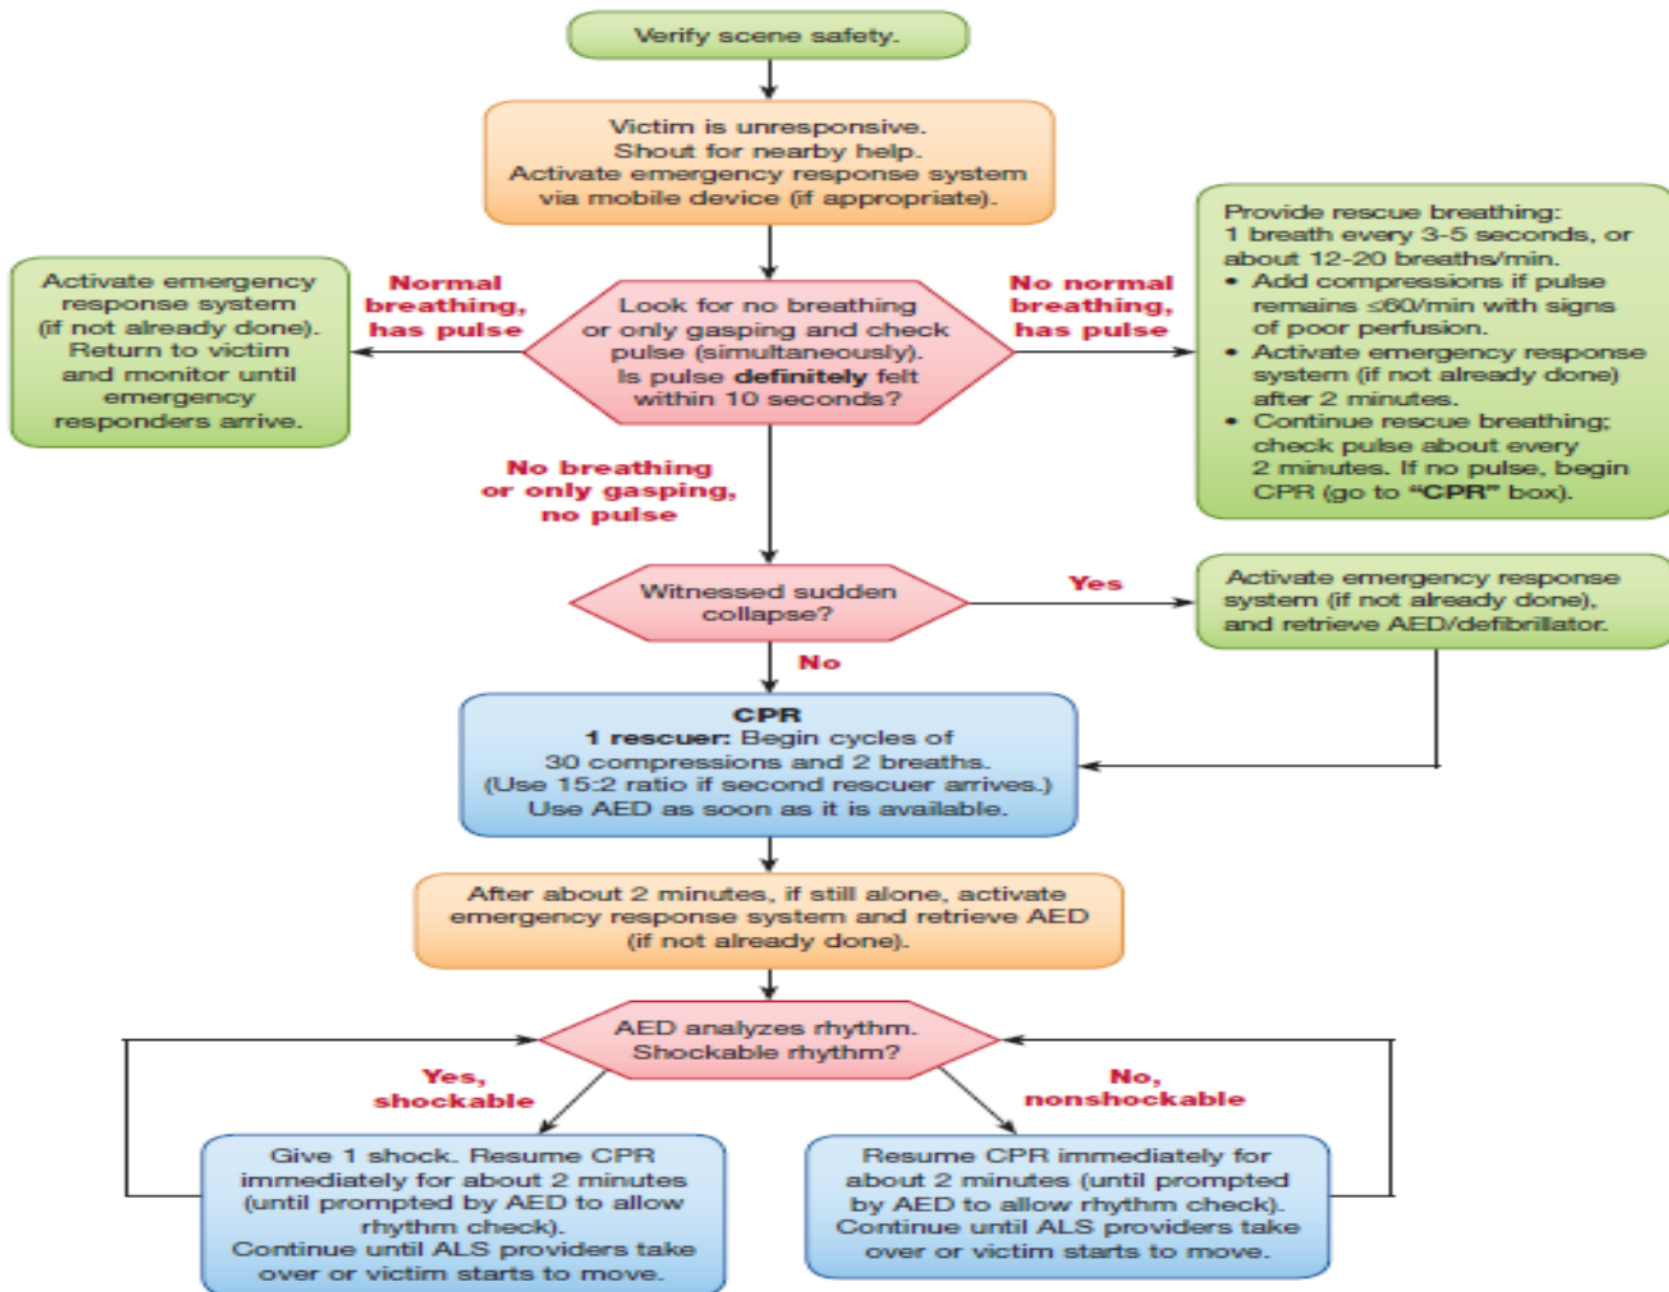 Verify scene safety.
Victim is unresponsive.
Shout for nearby help.
Activate emergency response system
via mobile device (if appropriate).
Activate emergency
response system
(if not already done).
Return to victim
and monitor until
emergency
responders arrive.
Normal
breathing,
has pulse
Look for no breathing
or only gasping and check
pulse (simultaneously).
Is pulse definitely felt
within 10 seconds?
No normal
breathing,
has pulse
Provide rescue breathing:
1 breath every 3-5 seconds, or
about 12-20 breaths/min.
• Add compressions if pulse
remains ≤60/min with signs
of poor perfusion.
• Activate emergency response
system (if not already done)
after 2 minutes.
• Continue rescue breathing;
check pulse about every
2 minutes. If no pulse, begin
CPR (go to “CPR” box).
No breathing
or only gasping,
no pulse
Witnessed sudden
collapse?
Yes
Activate emergency response
system (if not already done),
and retrieve AED/defibrillator.
No
CPR
1 rescuer: Begin cycles of
30 compressions and 2 breaths.
(Use 15:2 ratio if second rescuer arrives.)
Use AED as soon as it is available.
After about 2 minutes, if still alone, activate
emergency response system and retrieve AED
(if not already done).
AED analyzes rhythm.
Shockable rhythm?
Yes,
shockable
No,
nonshockable
Give 1 shock. Resume CPR
immediately for about 2 minutes
(until prompted by AED to allow
rhythm check).
Continue until ALS providers take
over or victim starts to move.
Resume CPR immediately for
about 2 minutes (until prompted
by AED to allow rhythm check).
Continue until ALS providers take
over or victim starts to move.